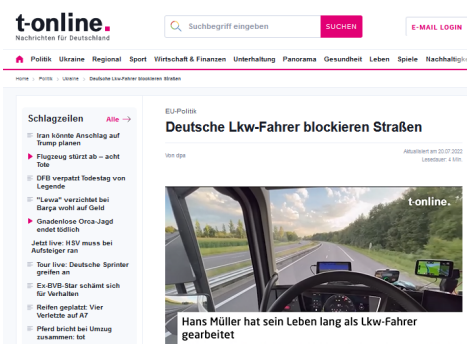 t-online.
Nachrichten für Deutschland
Suchbegriff eingeben
SUCHEN
E-MAIL LOGIN
Politik Ukraine Regional Sport Wirtschaft & Finanzen Unterhaltung Panorama Gesundheit Leben Spiele Nachhaltigk
Home > Politik > Ukraine > Deutsche Lkw-Fahrer blockieren Straßen
Schlagzeilen
Alle →
Iran könnte Anschlag auf
Trump planen
Flugzeug stürzt ab – acht
Tote
DFB verpatzt Todestag von
Legende
"Lewa" verzichtet bei
Barça wohl auf Geld
Gnadenlose Orca-Jagd
endet tödlich
Jetzt live: HSV muss bei
Aufsteiger ran
Tour live: Deutsche Sprinter
greifen an
Ex-BVB-Star schämt sich
für Verhalten
Reifen geplatzt: Vier
Verletzte auf A7
Pferd bricht bei Umzug
zusammen: tot
EU-Politik
Deutsche Lkw-Fahrer blockieren Straßen
Von dpa
Aktualisiert am 20.07.2022
Lesedauer: 4 Min.
t-online.
Hans Müller hat sein Leben lang als Lkw-Fahrer
gearbeitet